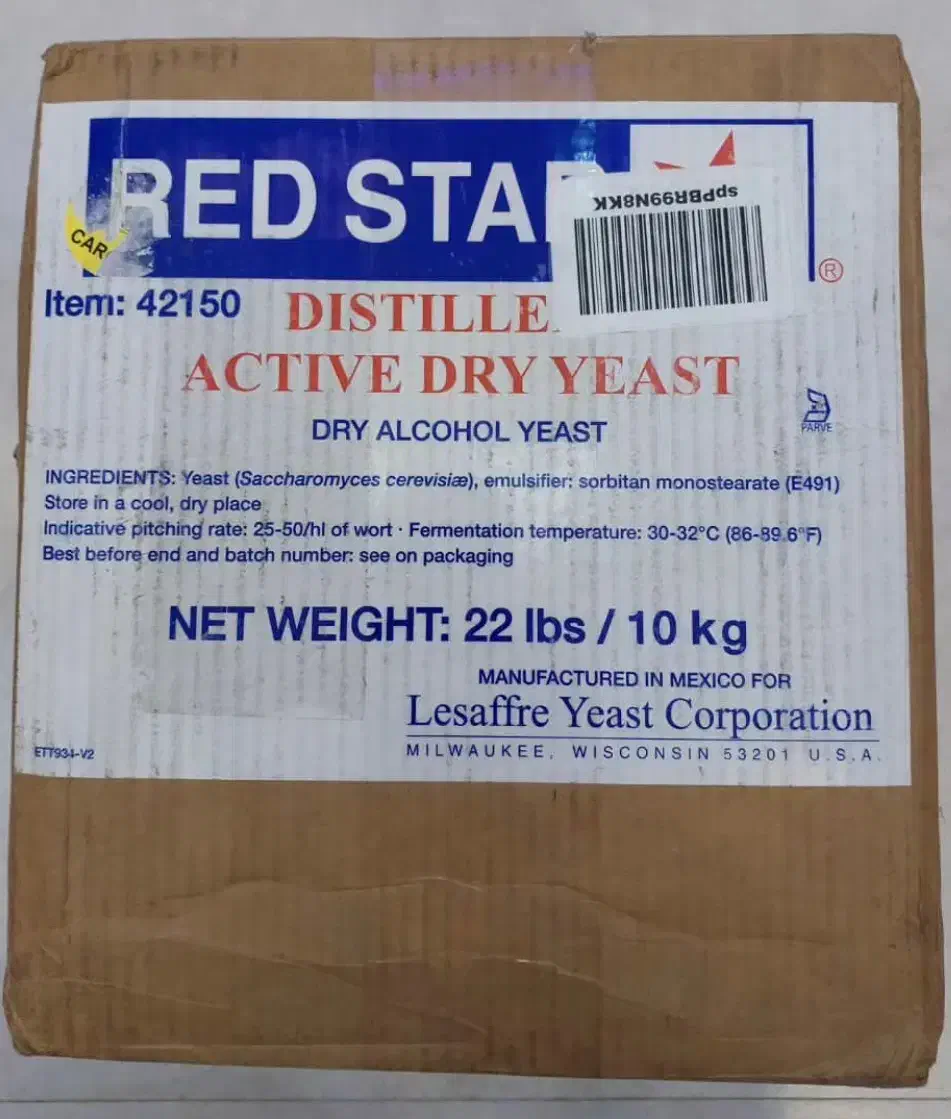 RED STA
spPBR99N8KK
CAR
®
Item: 42150
DISTILLE
ACTIVE DRY YEAST
DRY ALCOHOL YEAST
PARVE
INGREDIENTS: Yeast (Saccharomyces cerevisiæ), emulsifier: sorbitan monostearate (E491)
Store in a cool, dry place
Indicative pitching rate: 25-50/hl of wort · Fermentation temperature: 30-32°C (86-89.6°F)
Best before end and batch number: see on packaging
NET WEIGHT: 22 lbs / 10 kg
MANUFACTURED IN MEXICO FOR
Lesaffre Yeast Corporation
MILWAUKEE, WISCONSIN 53201 U.S.A.
ETT934-V2